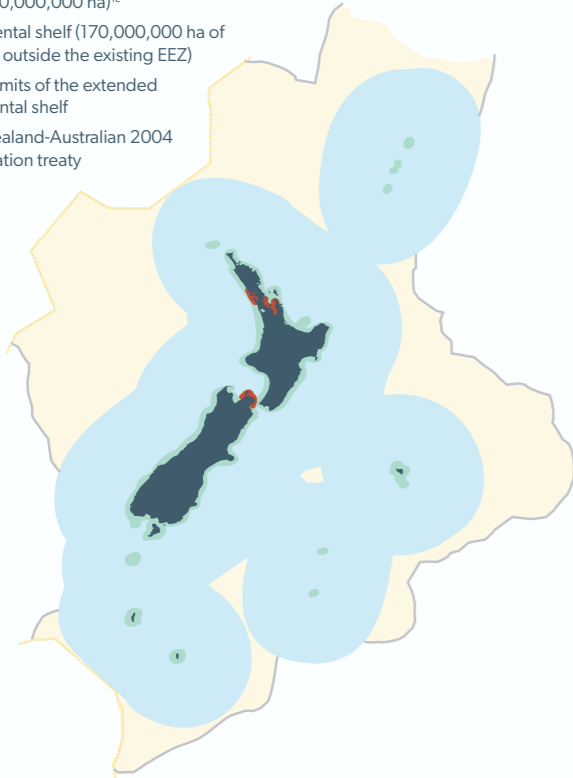 0,000,000 ha)¹ᶜ
ental shelf (170,000,000 ha of
outside the existing EEZ)
mits of the extended
ntal shelf
ealand-Australian 2004
ation treaty